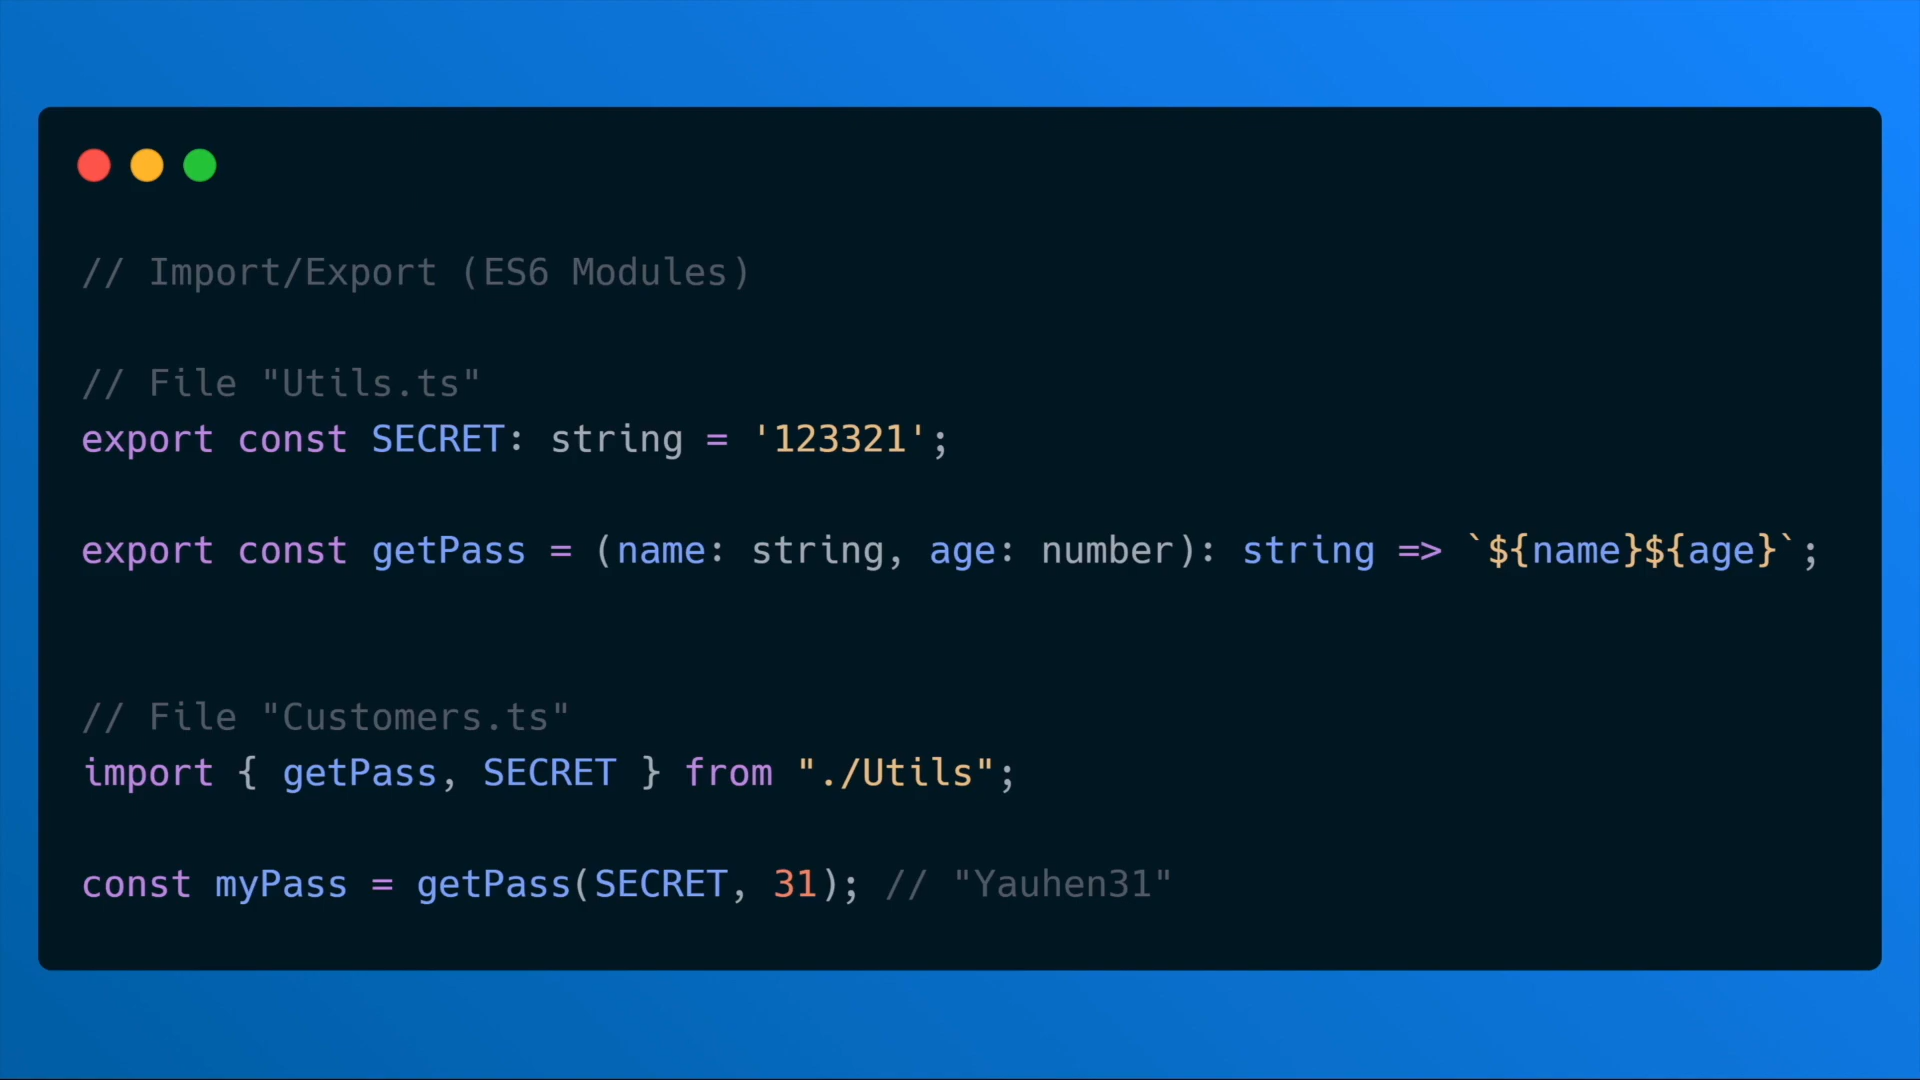 // Import/Export (ES6 Modules)
// File "Utils.ts"
export const SECRET: string = '123321';
export const getPass = (name: string, age: number): string => `${name}${age}`;
// File "Customers.ts"
import { getPass, SECRET } from "./Utils";
const myPass = getPass(SECRET, 31); // "Yauhen31"